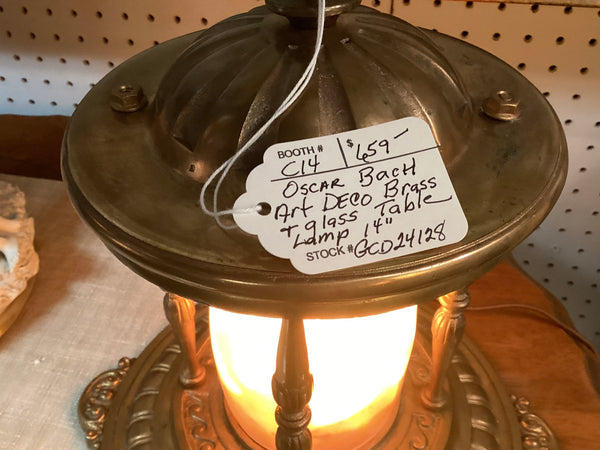 BOOTH # C14 $659-
OSCAR BACH
Art DECO Brass
+ glass Table
Lamp 14"
STOCK # GCD24128